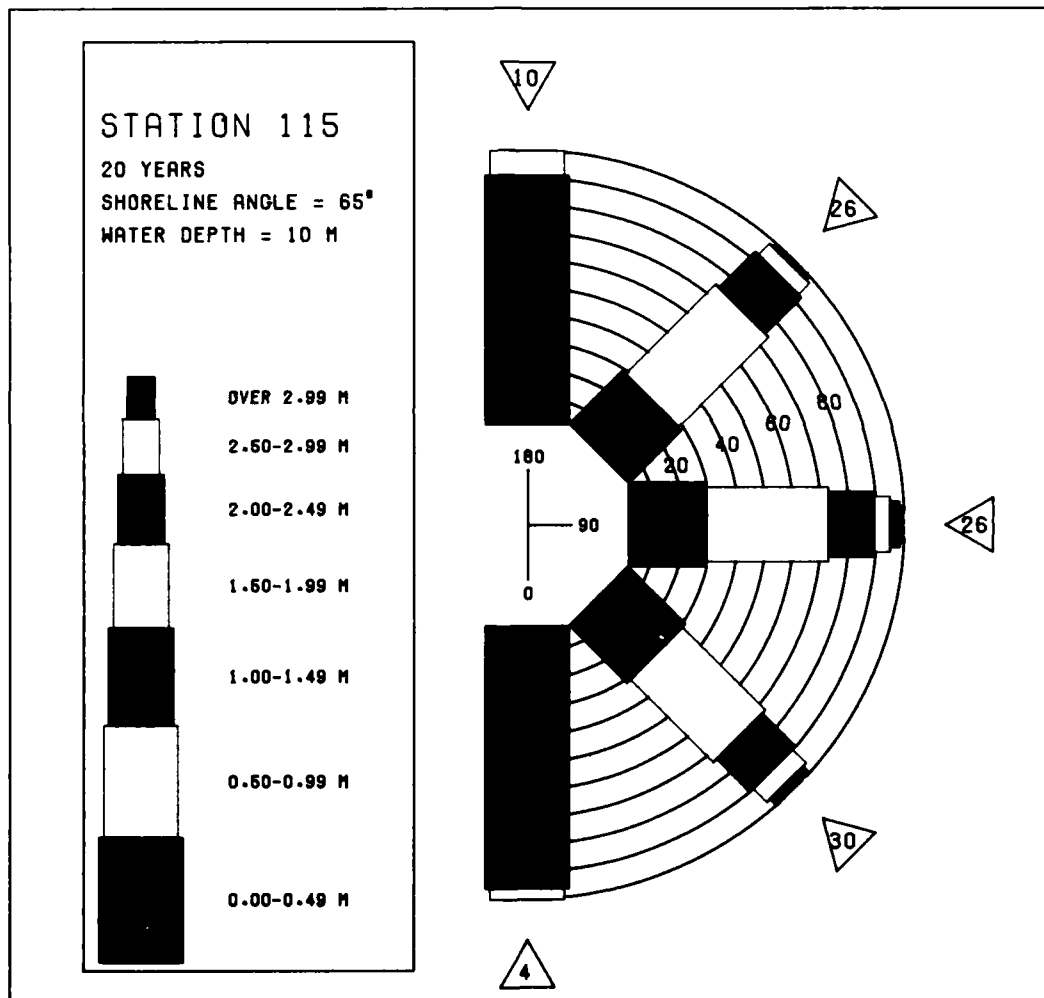 STATION 115
20 YEARS
SHORELINE ANGLE = 65°
WATER DEPTH = 10 M
OVER 2.99 M
2.50-2.99 M
2.00-2.49 M
1.50-1.99 M
1.00-1.49 M
0.50-0.99 M
0.00-0.49 M
10
26
80
60
40
20
180
90
0
26
30
4